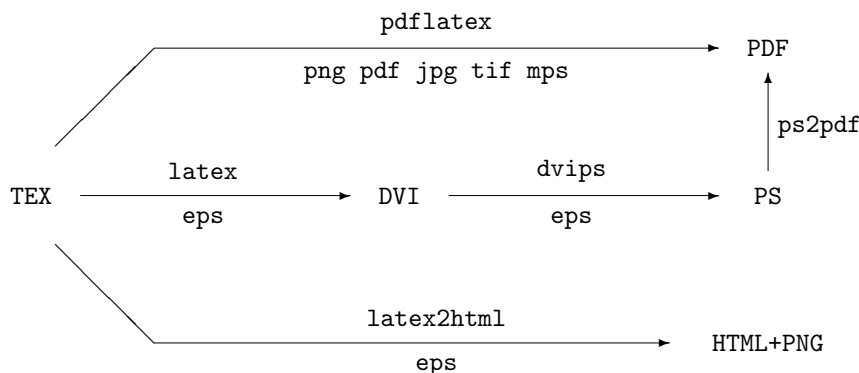 pdflatex
PDF
png pdf jpg tif mps
ps2pdf
latex
dvips
TEX
DVI
PS
eps
eps
latex2html
HTML+PNG
eps